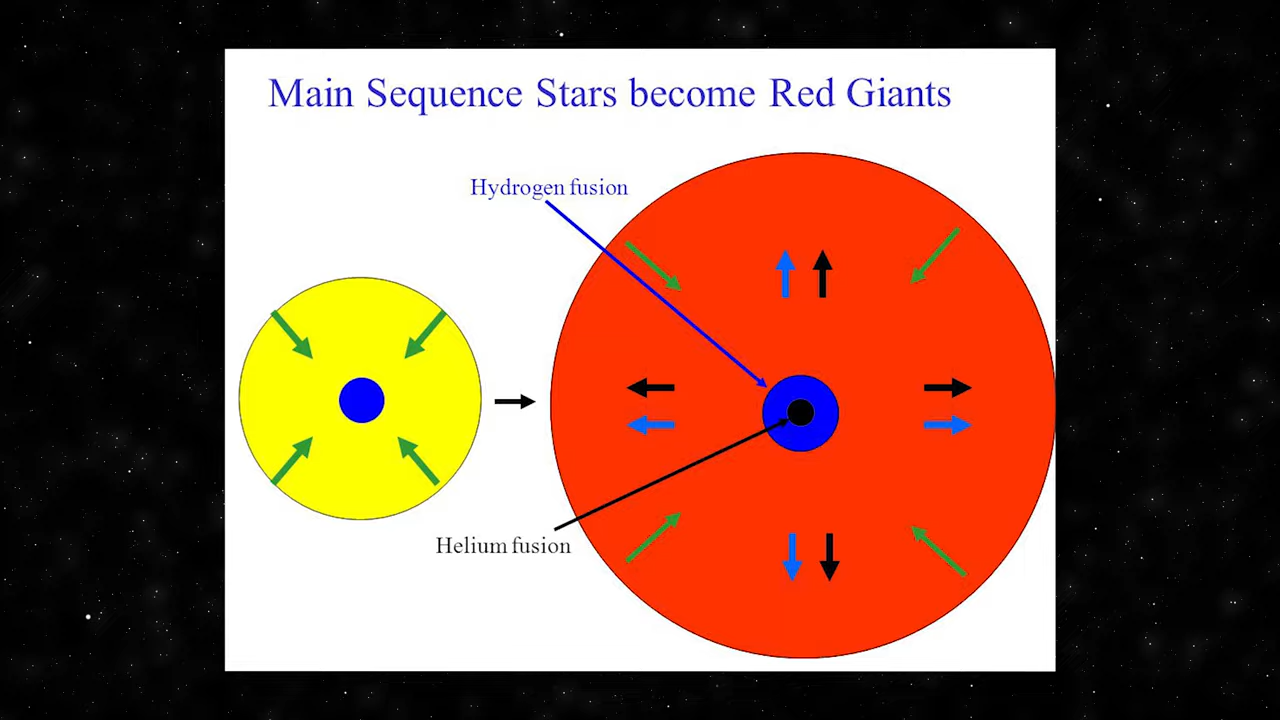 Main Sequence Stars become Red Giants
Hydrogen fusion
Helium fusion